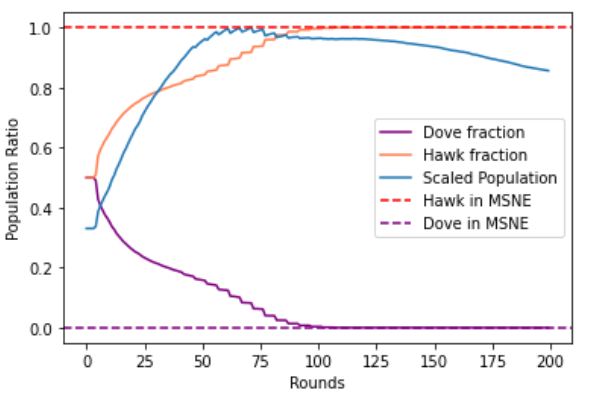 Population Ratio
1.0
0.8
0.6
0.4
0.2
0.0
Dove fraction
Hawk fraction
Scaled Population
Hawk in MSNE
Dove in MSNE
0 25 50 75 100 125 150 175 200
Rounds